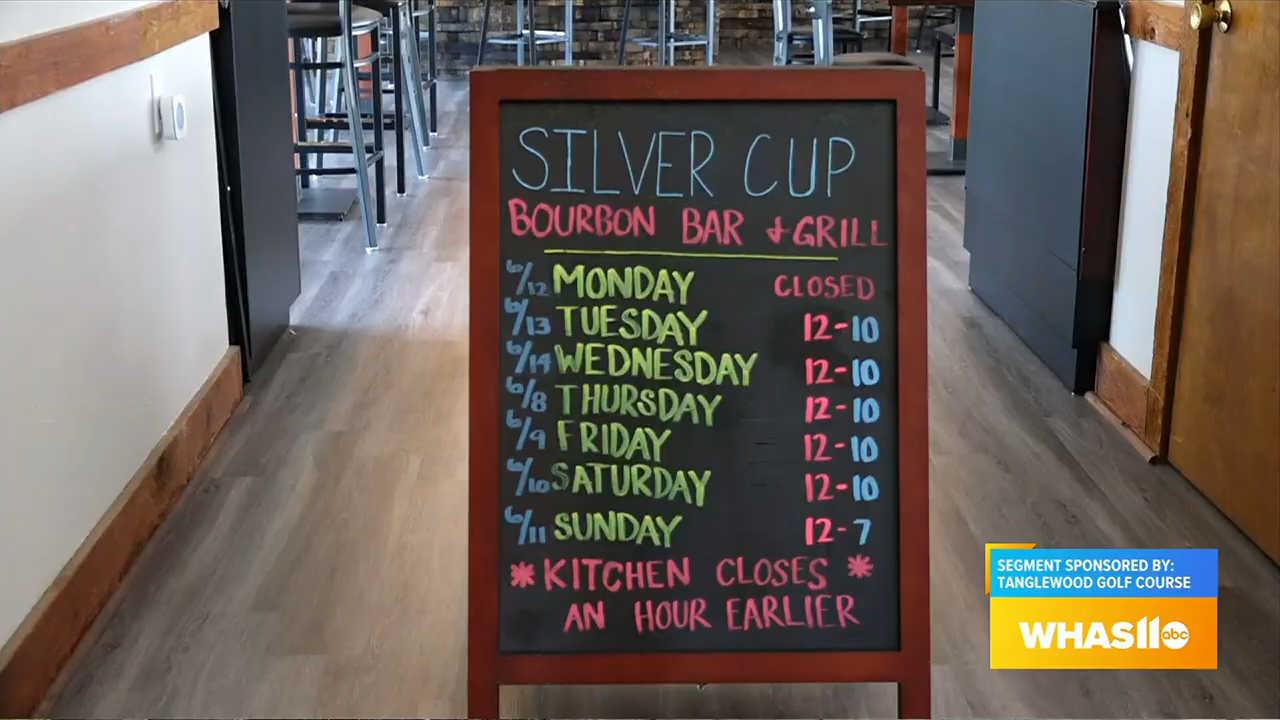 SILVER CUP
BOURBON BAR + GRILL
6/12 MONDAY CLOSED
6/13 TUESDAY 12-10
6/14 WEDNESDAY 12-10
6/8 THURSDAY 12-10
6/9 FRIDAY 12-10
6/10 SATURDAY 12-10
6/11 SUNDAY 12-7
* KITCHEN CLOSES *
AN HOUR EARLIER
SEGMENT SPONSORED BY:
TANGLEWOOD GOLF COURSE
WHAS11 abc